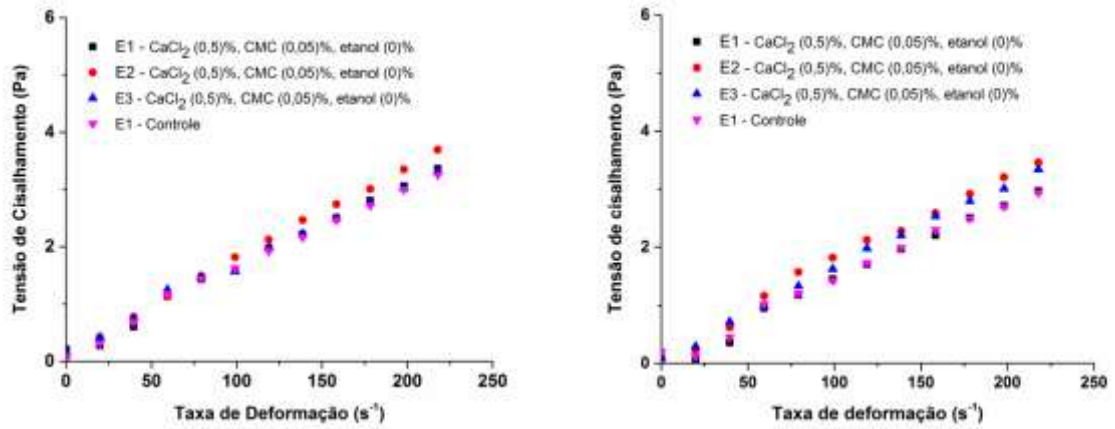 6
4
2
0
Tensão de Cisalhamento (Pa)
E1 - CaCl2 (0,5)%, CMC (0,05)%, etanol (0)%
E2 - CaCl2 (0,5)%, CMC (0,05)%, etanol (0)%
E3 - CaCl2 (0,5)%, CMC (0,05)%, etanol (0)%
E1 - Controle
0 50 100 150 200 250
Taxa de Deformação (s-1)
6
4
2
0
Tensão de cisalhamento (Pa)
E1 - CaCl2 (0,5)%, CMC (0,05)%, etanol (0)%
E2 - CaCl2 (0,5)%, CMC (0,05)%, etanol (0)%
E3 - CaCl2 (0,5)%, CMC (0,05)%, etanol (0)%
E1 - Controle
0 50 100 150 200 250
Taxa de deformação (s-1)